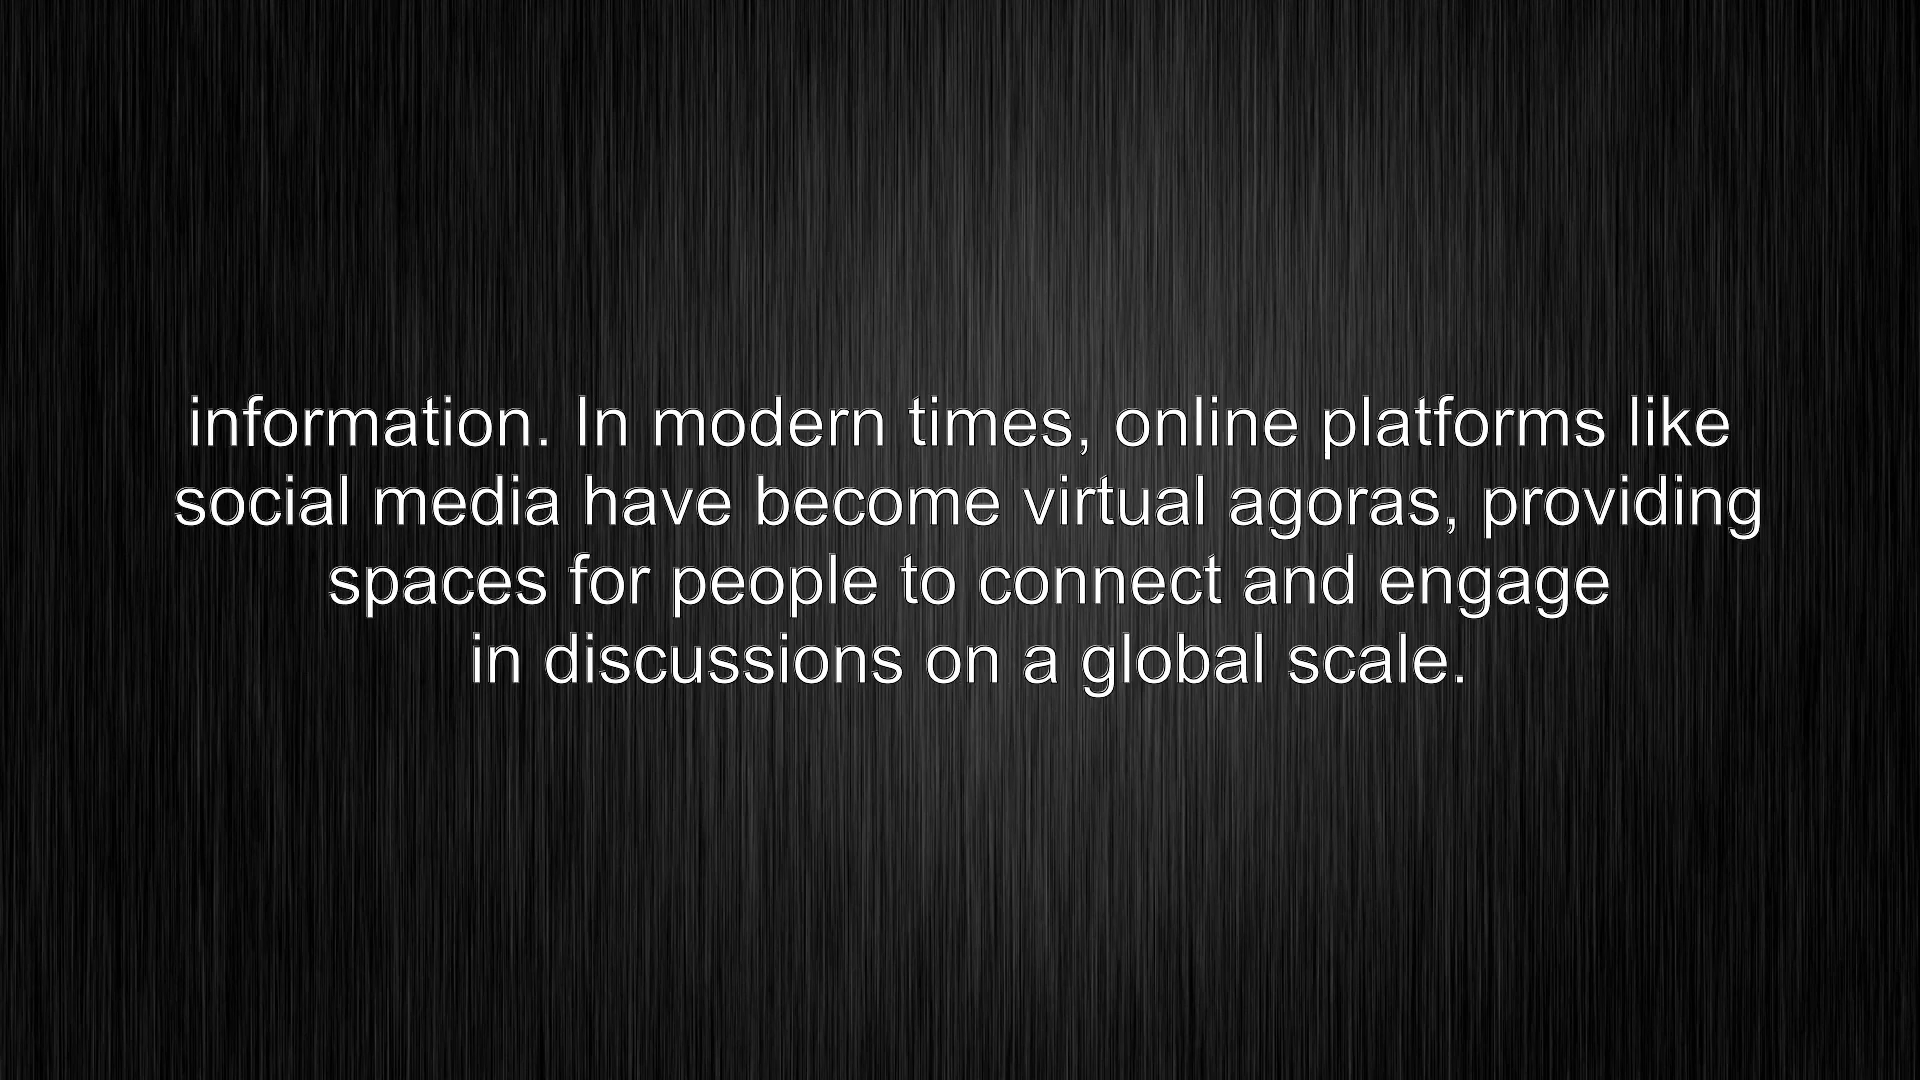 information. In modern times, online platforms like
social media have become virtual agoras, providing
spaces for people to connect and engage
in discussions on a global scale.